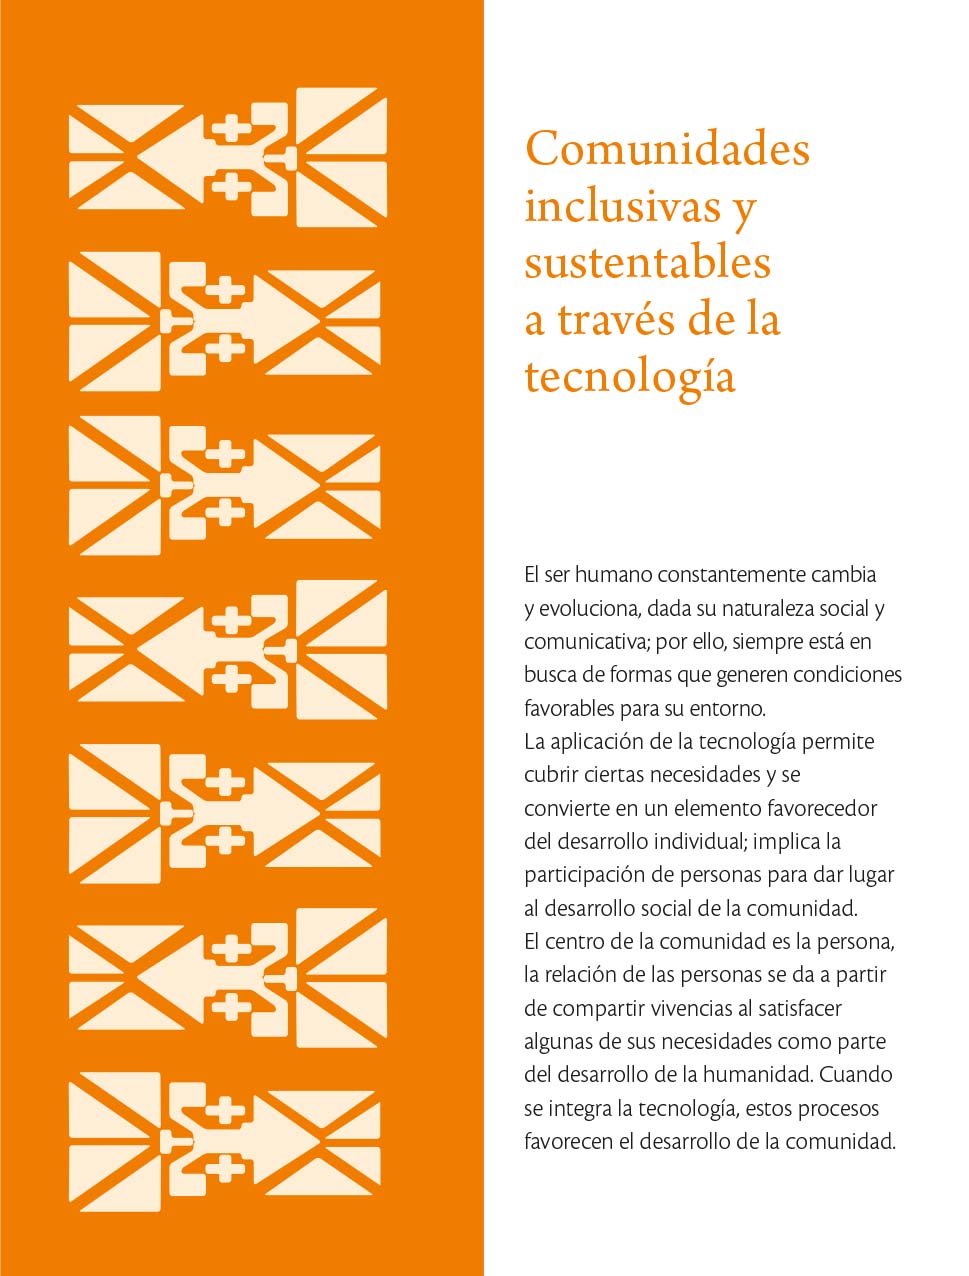 Comunidades
inclusivas y
sustentables
a través de la
tecnología
El ser humano constantemente cambia
y evoluciona, dada su naturaleza social y
comunicativa; por ello, siempre está en
busca de formas que generen condiciones
favorables para su entorno.
La aplicación de la tecnología permite
cubrir ciertas necesidades y se
convierte en un elemento favorecedor
del desarrollo individual; implica la
participación de personas para dar lugar
al desarrollo social de la comunidad.
El centro de la comunidad es la persona,
la relación de las personas se da a partir
de compartir vivencias al satisfacer
algunas de sus necesidades como parte
del desarrollo de la humanidad. Cuando
se integra la tecnología, estos procesos
favorecen el desarrollo de la comunidad.